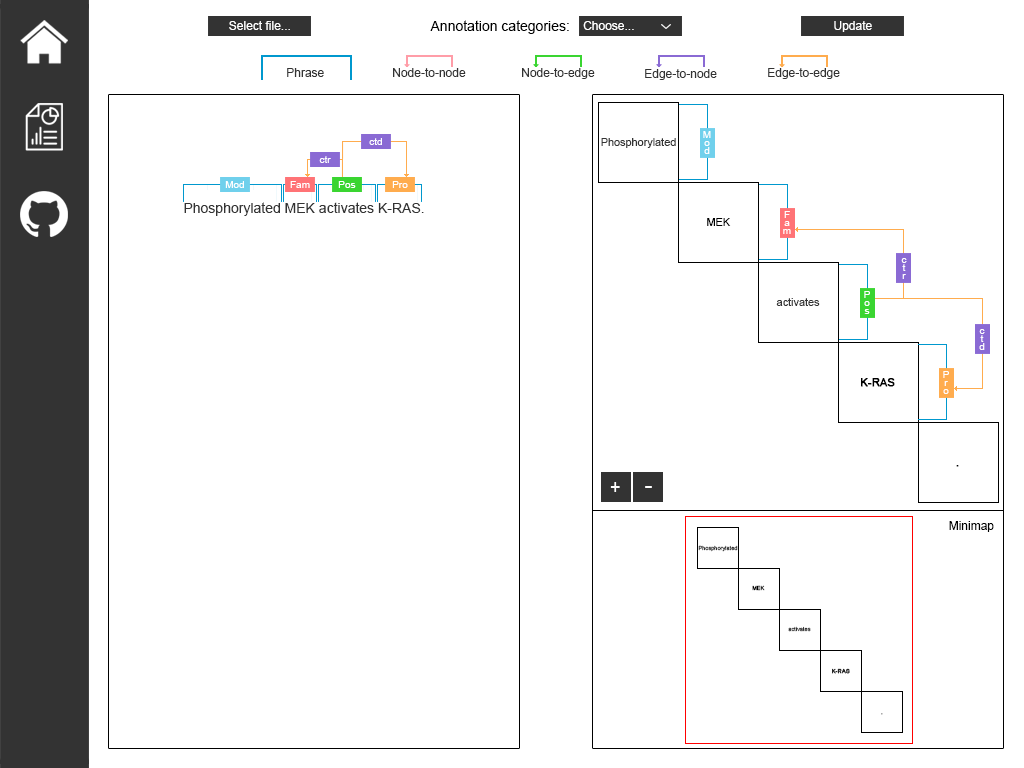 Select file...
Annotation categories:
Choose...
Update
Phrase
Node-to-node
Node-to-edge
Edge-to-node
Edge-to-edge
ctd
ctr
Mod
Fam
Pos
Pro
Phosphorylated MEK activates K-RAS.
Phosphorylated
Mod
MEK
Fam
ctr
activates
Pos
ctd
K-RAS
Pro
.
+
-
Minimap
Phosphorylated
MEK
activates
K-RAS
.